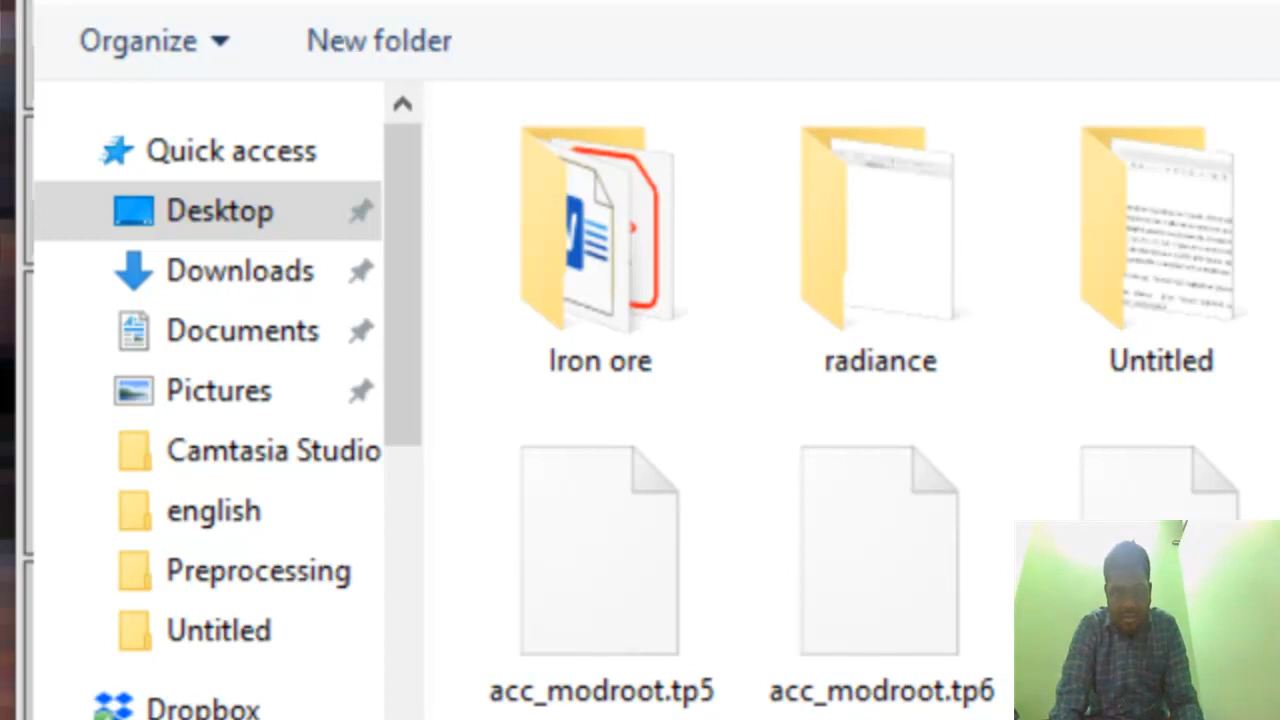 Organize New folder
Quick access
Desktop
Downloads
Documents
Pictures
Camtasia Studio
english
Preprocessing
Untitled
Dropbox
Iron ore radiance Untitled
acc_modroot.tp5 acc_modroot.tp6